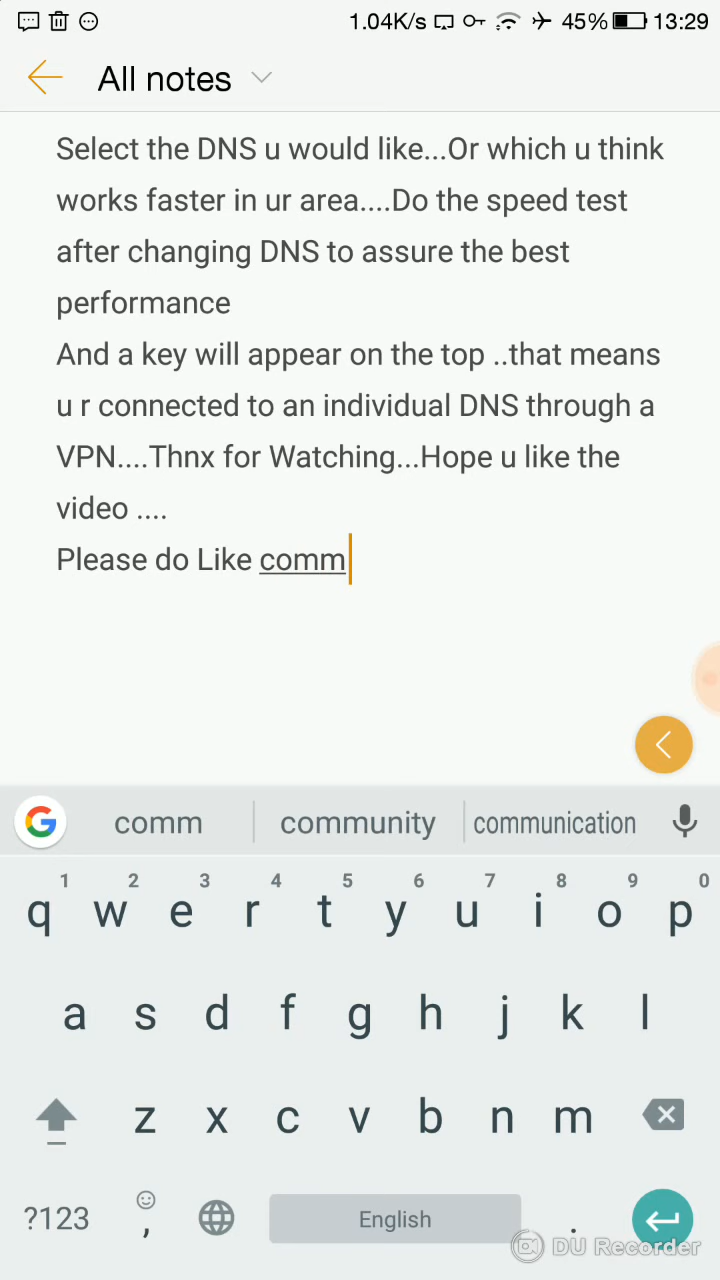 1.04K/s 45% 13:29
All notes
Select the DNS u would like...Or which u think
works faster in ur area....Do the speed test
after changing DNS to assure the best
performance
And a key will appear on the top ..that means
u r connected to an individual DNS through a
VPN....Thnx for Watching...Hope u like the
video ....
Please do Like comm
comm community communication
1 2 3 4 5 6 7 8 9 0
q w e r t y u i o p
a s d f g h j k l
z x c v b n m
?123 , English .
DU Recorder